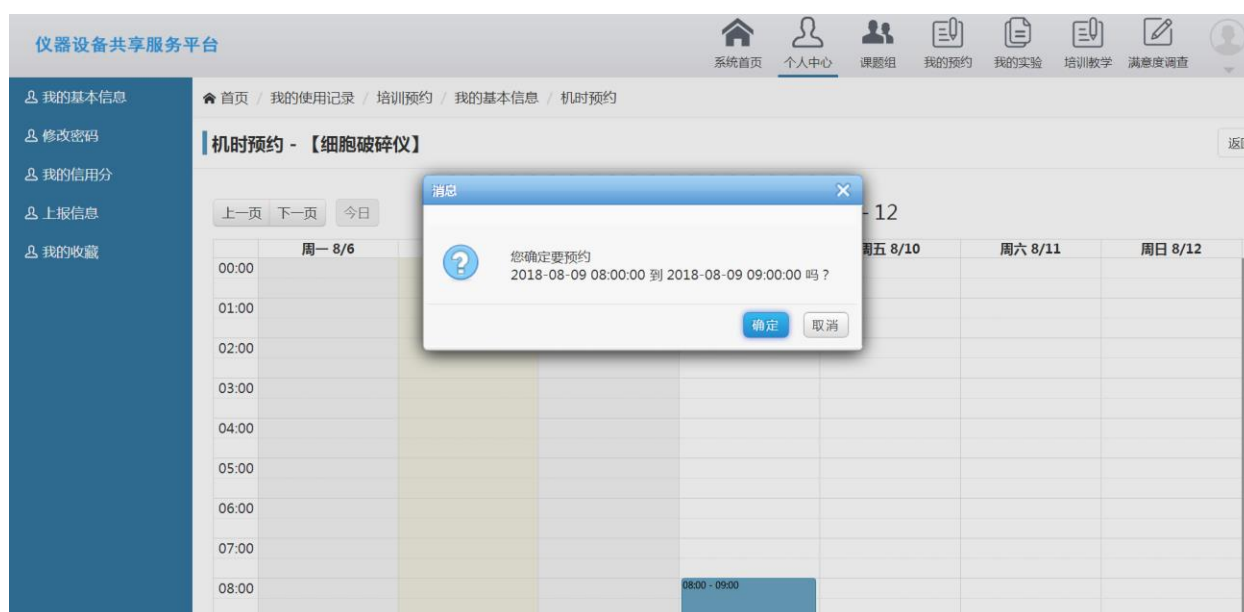 仪器设备共享服务平台
系统首页 个人中心 课题组 我的预约 我的实验 培训教学 满意度调查
我的基本信息
修改密码
我的信用分
上报信息
我的收藏
首页 / 我的使用记录 / 培训预约 / 我的基本信息 / 机时预约
机时预约 - 【细胞破碎仪】
上一页 下一页 今日
- 12
周一 8/6 周五 8/10 周六 8/11 周日 8/12
消息
您确定要预约
2018-08-09 08:00:00 到 2018-08-09 09:00:00 吗？
确定 取消
00:00
01:00
02:00
03:00
04:00
05:00
06:00
07:00
08:00
08:00 - 09:00